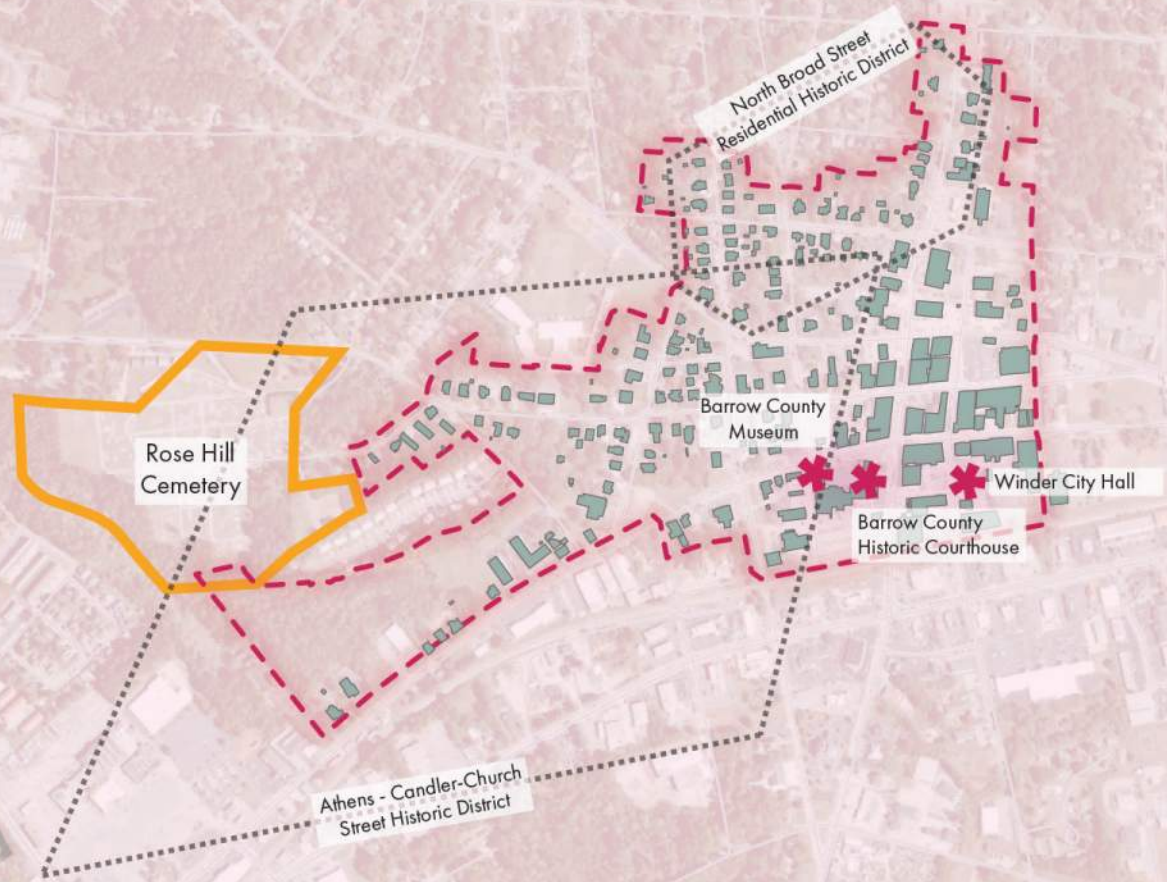 North Broad Street
Residential Historic District
Rose Hill
Cemetery
Barrow County
Museum
Winder City Hall
Barrow County
Historic Courthouse
Athens - Candler-Church
Street Historic District